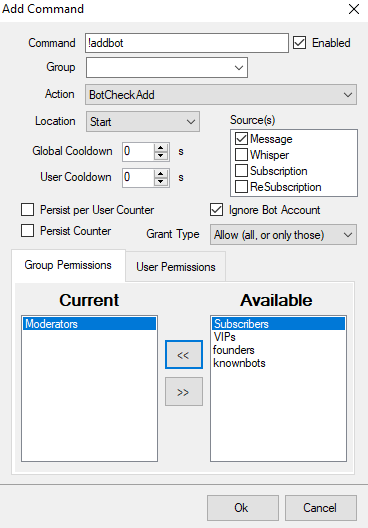 Add Command
Command !addbot Enabled
Group
Action BotCheckAdd
Location Start Source(s)
Message
Global Cooldown 0 s Whisper
User Cooldown 0 s Subscription
ReSubscription
Persist per User Counter Ignore Bot Account
Persist Counter Grant Type Allow (all, or only those)
Group Permissions User Permissions
Current Available
Moderators Subscribers
VIPs
founders
knownbots
<<
>>
Ok Cancel